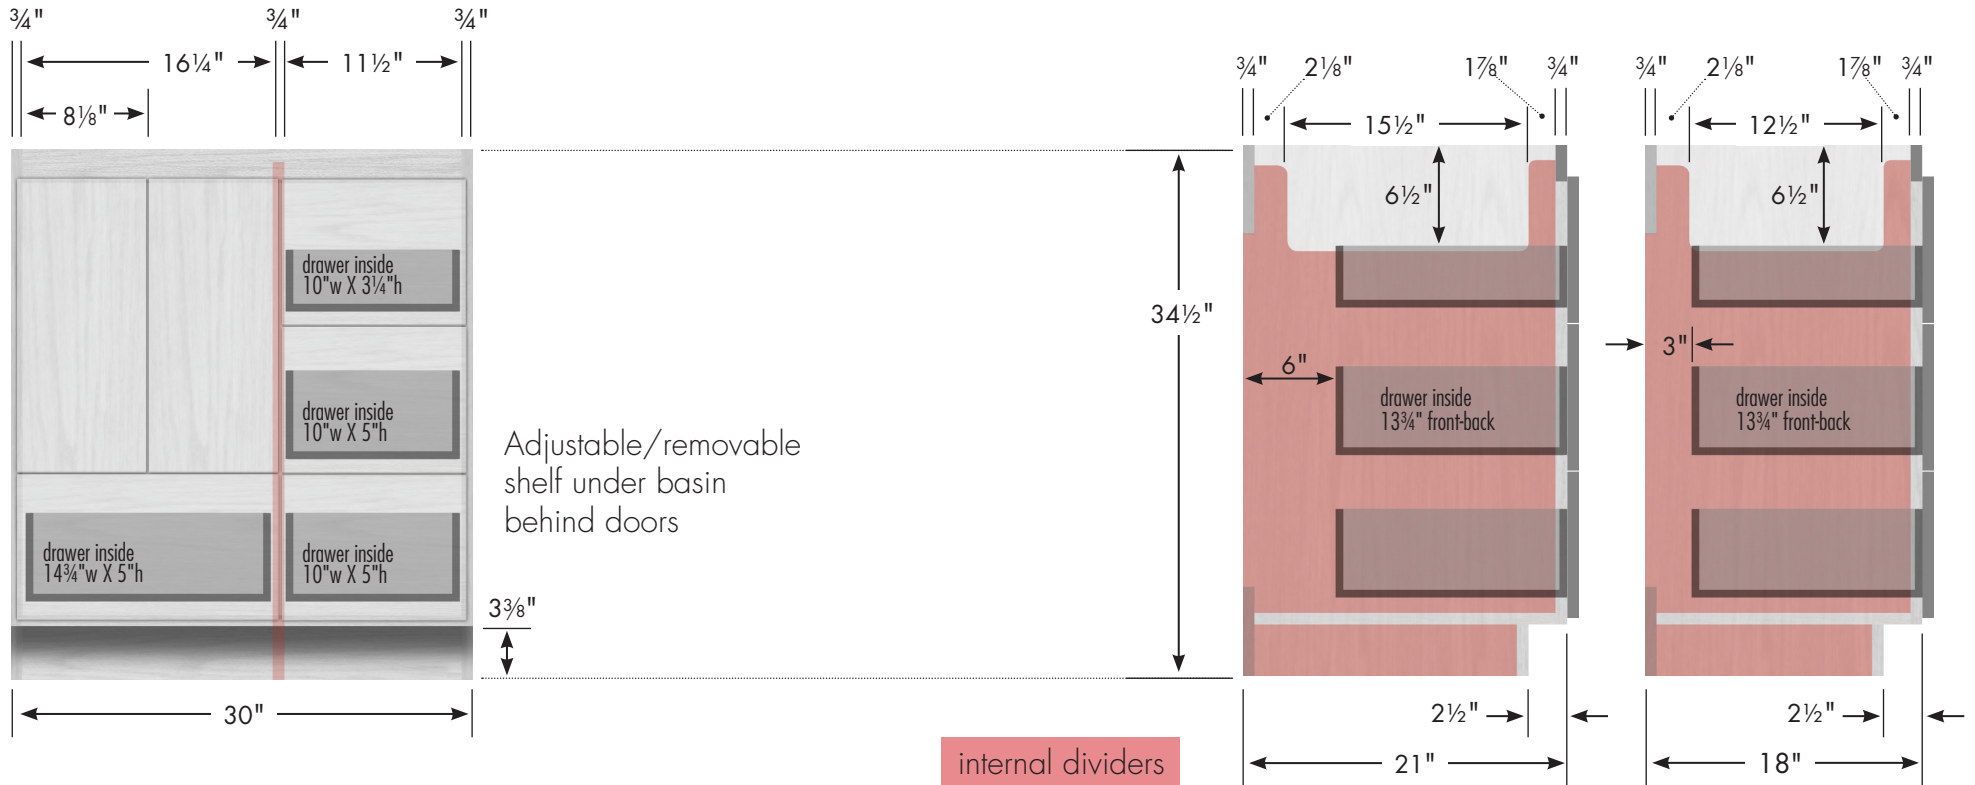 ¾" ¾" ¾"
16¼" 11½"
8⅛"
drawer inside
10"w X 3¼"h
drawer inside
10"w X 5"h
drawer inside
14¾"w X 5"h
drawer inside
10"w X 5"h
3⅜"
30"
Adjustable/removable
shelf under basin
behind doors
34½"
internal dividers
¾" 2⅛" 1⅞" ¾"
15½"
6½"
6"
drawer inside
13¾" front-back
2½"
21"
¾" 2⅛" 1⅞" ¾"
12½"
6½"
3"
drawer inside
13¾" front-back
2½"
18"